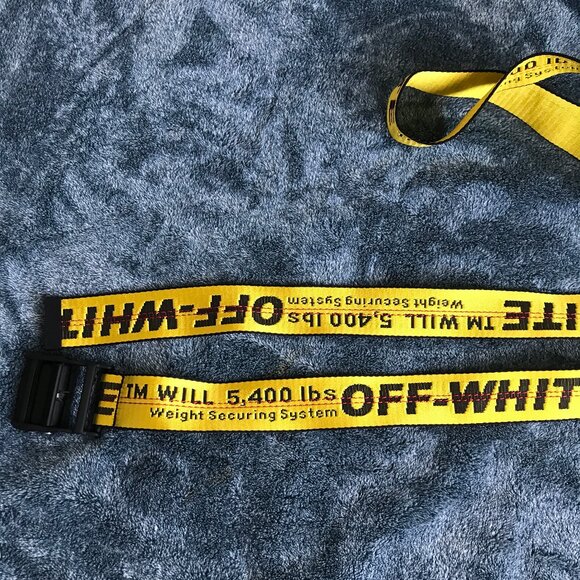 OFF-WHIT
Weight Securing System
TM WILL 5,400 lbs
ITE
E TM WILL 5,400 lbs
Weight Securing System
OFF-WHIT